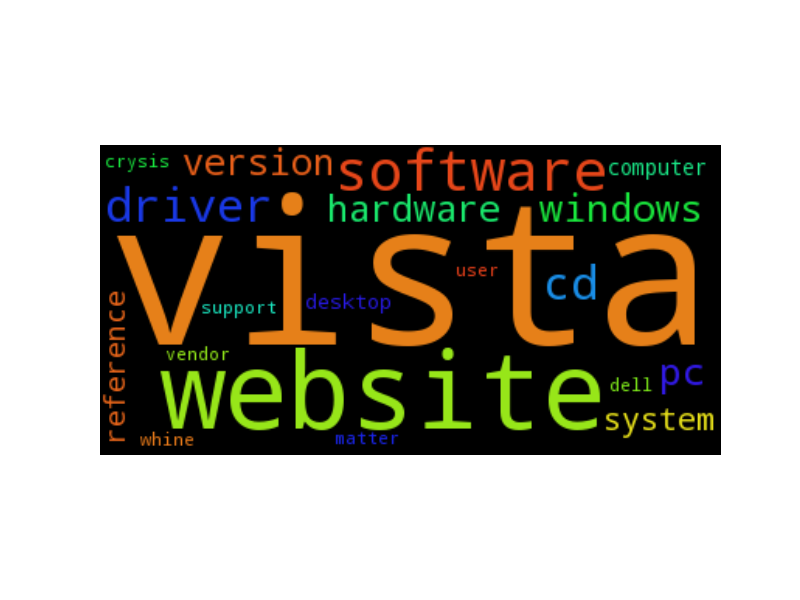 crysis version software computer
driver hardware windows
vista
user
cd
support desktop
reference
vendor
website
dell pc
system
whine matter